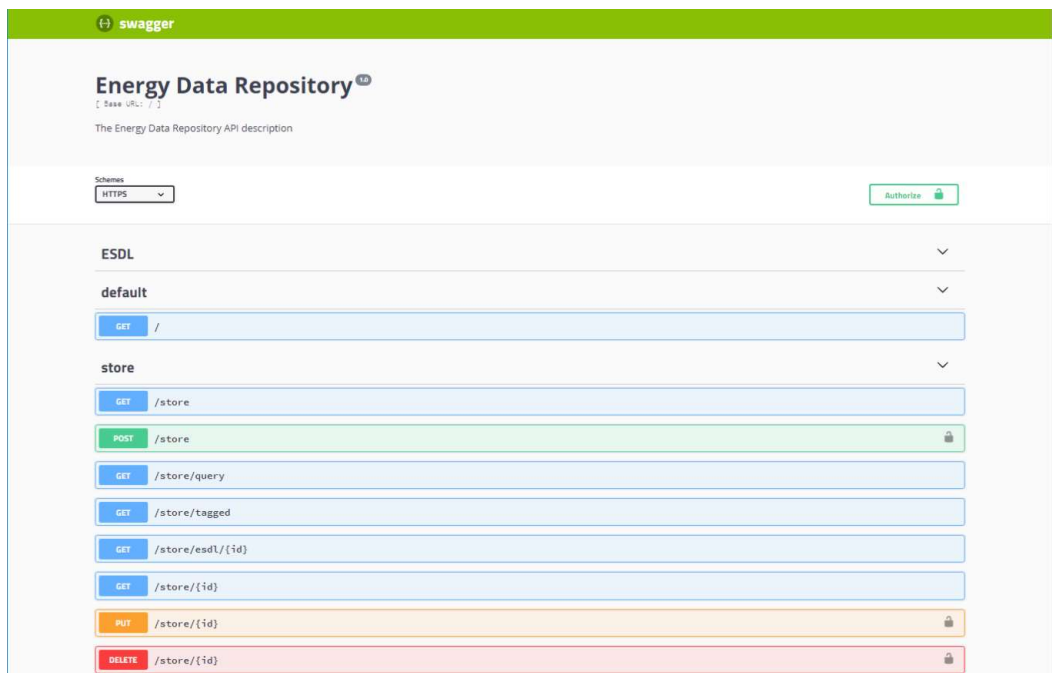 swagger
Energy Data Repository 1.0
[ Base URL: / ]
The Energy Data Repository API description
Schemes
HTTPS
Authorize
ESDL
default
GET /
store
GET /store
POST /store
GET /store/query
GET /store/tagged
GET /store/esdl/{id}
GET /store/{id}
PUT /store/{id}
DELETE /store/{id}